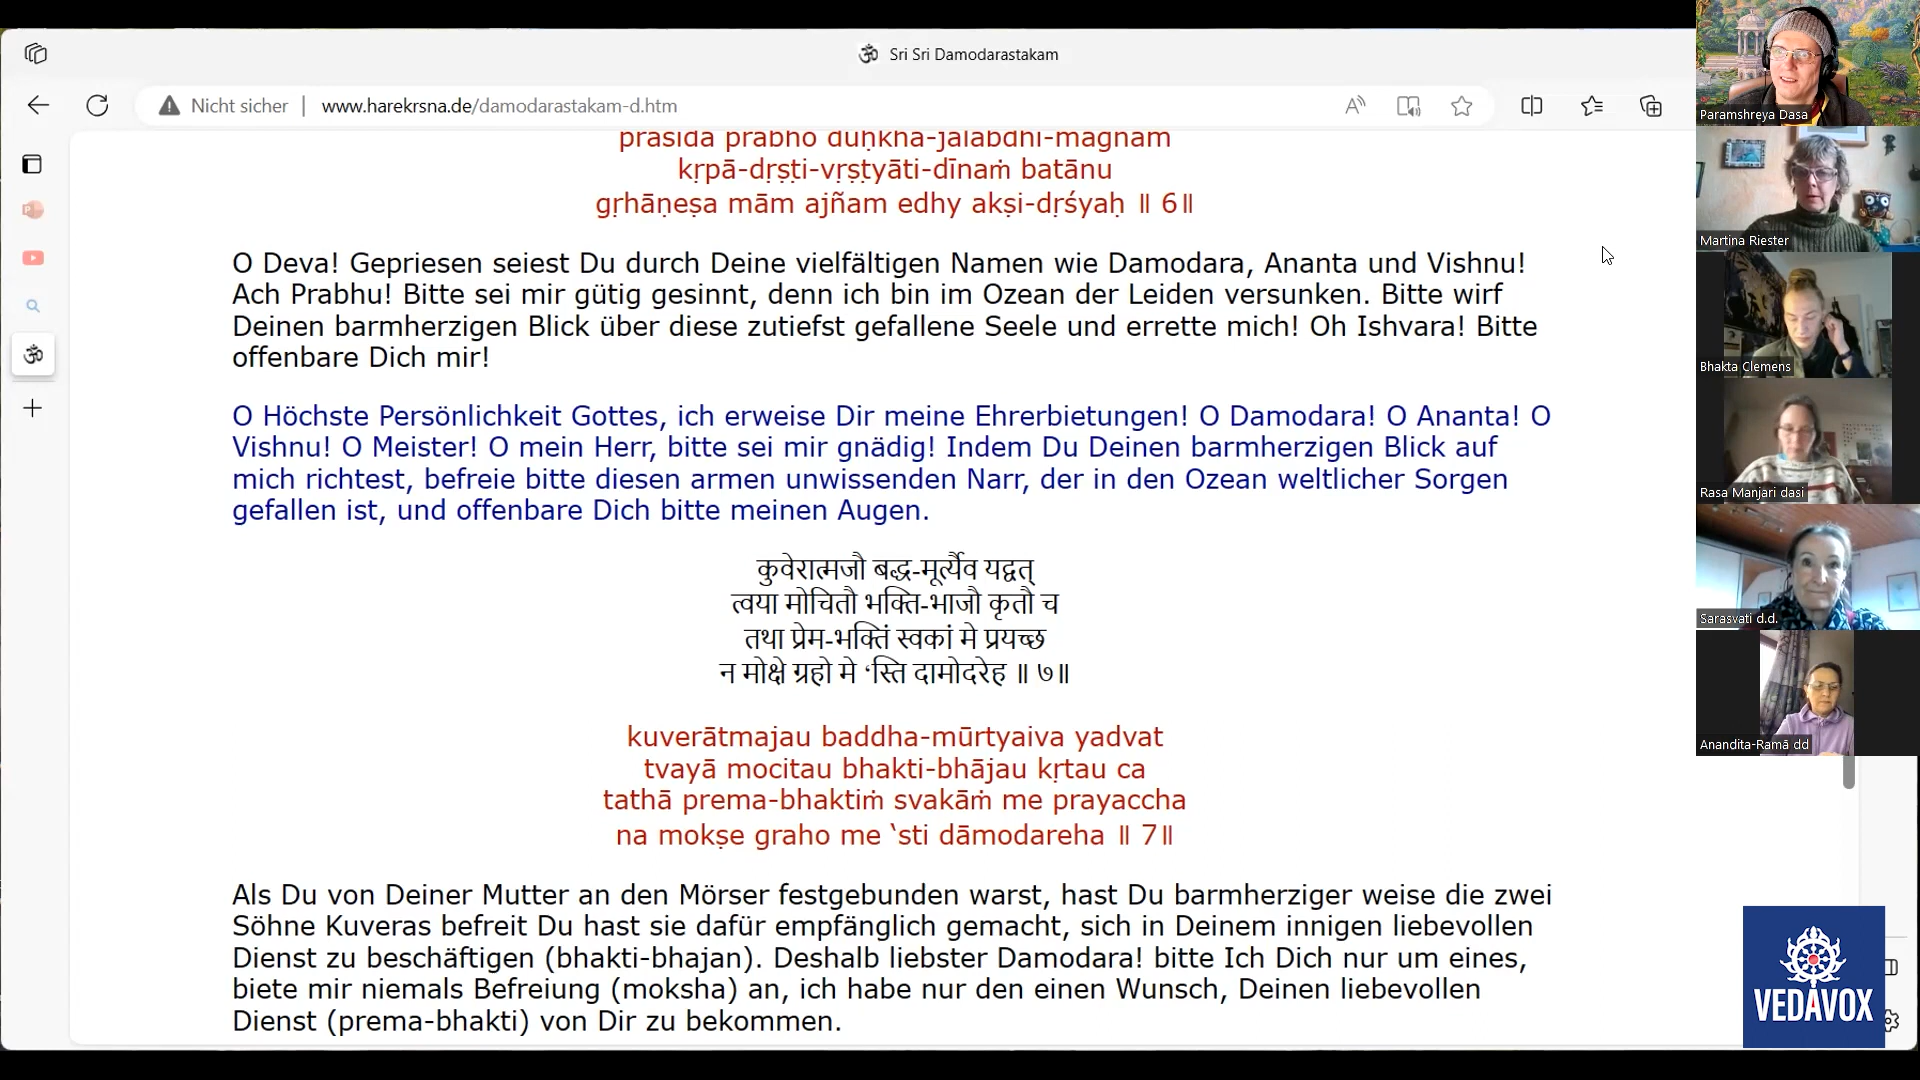 Sri Sri Damodarastakam
Nicht sicher | www.harekrsna.de/damodarastakam-d.htm
prasīda prabho duḥkha-jālābdhi-magnam
kṛpā-dṛṣṭi-vṛṣṭyāti-dīnaṁ batānu
gṛhāṇeṣa mām ajñam edhy akṣi-dṛśyaḥ ॥ 6॥
O Deva! Gepriesen seiest Du durch Deine vielfältigen Namen wie Damodara, Ananta und Vishnu!
Ach Prabhu! Bitte sei mir gütig gesinnt, denn ich bin im Ozean der Leiden versunken. Bitte wirf
Deinen barmherzigen Blick über diese zutiefst gefallene Seele und errette mich! Oh Ishvara! Bitte
offenbare Dich mir!
O Höchste Persönlichkeit Gottes, ich erweise Dir meine Ehrerbietungen! O Damodara! O Ananta! O
Vishnu! O Meister! O mein Herr, bitte sei mir gnädig! Indem Du Deinen barmherzigen Blick auf
mich richtest, befreie bitte diesen armen unwissenden Narr, der in den Ozean weltlicher Sorgen
gefallen ist, und offenbare Dich bitte meinen Augen.
कुवेरात्मजौ बद्ध-मूर्त्यैव यद्वत्
त्वया मोचितौ भक्ति-भाजौ कृतौ च
तथा प्रेम-भक्तिं स्वकां मे प्रयच्छ
न मोक्षे ग्रहो मे ‘स्ति दामोदरेह ॥ ७॥
kuverātmajau baddha-mūrtyaiva yadvat
tvayā mocitau bhakti-bhājau kṛtau ca
tathā prema-bhaktiṁ svakāṁ me prayaccha
na mokṣe graho me ‘sti dāmodareha ॥ 7॥
Als Du von Deiner Mutter an den Mörser festgebunden warst, hast Du barmherziger weise die zwei
Söhne Kuveras befreit Du hast sie dafür empfänglich gemacht, sich in Deinem innigen liebevollen
Dienst zu beschäftigen (bhakti-bhajan). Deshalb liebster Damodara! bitte Ich Dich nur um eines,
biete mir niemals Befreiung (moksha) an, ich habe nur den einen Wunsch, Deinen liebevollen
Dienst (prema-bhakti) von Dir zu bekommen.
Paramshreya Dasa
Martina Riester
Bhakta Clemens
Rasa Manjari dasi
Sarasvati d.d.
Anandita-Ramā dd
VEDAVOX